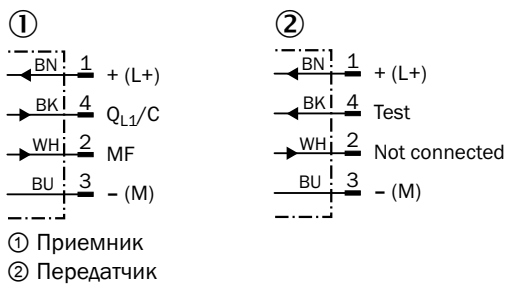 ①
BN 1 + (L+)
BK 4 QL1/C
WH 2 MF
BU 3 − (M)
②
BN 1 + (L+)
BK 4 Test
WH 2 Not connected
BU 3 − (M)
① Приемник
② Передатчик